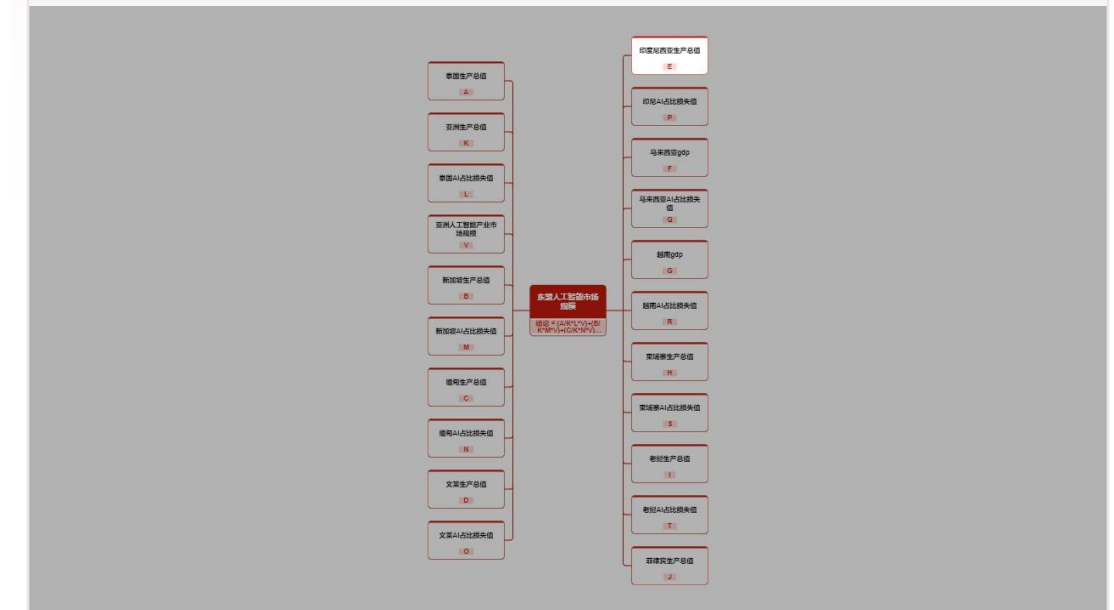 泰国生产总值
A
亚洲生产总值
K
泰国AI占比损失值
L
亚洲人工智能产业市
场规模
V
新加坡生产总值
B
新加坡AI占比损失值
M
缅甸生产总值
C
缅甸AI占比损失值
N
文莱生产总值
D
文莱AI占比损失值
O
东盟人工智能市场
规模
结论 = (A/K*L*V)+(B/
K*M*V)+(C/K*N*V)...
印度尼西亚生产总值
E
印尼AI占比损失值
P
马来西亚gdp
F
马来西亚AI占比损失
值
Q
越南gdp
G
越南AI占比损失值
R
柬埔寨生产总值
H
柬埔寨AI占比损失值
S
老挝生产总值
I
老挝AI占比损失值
T
菲律宾生产总值
J